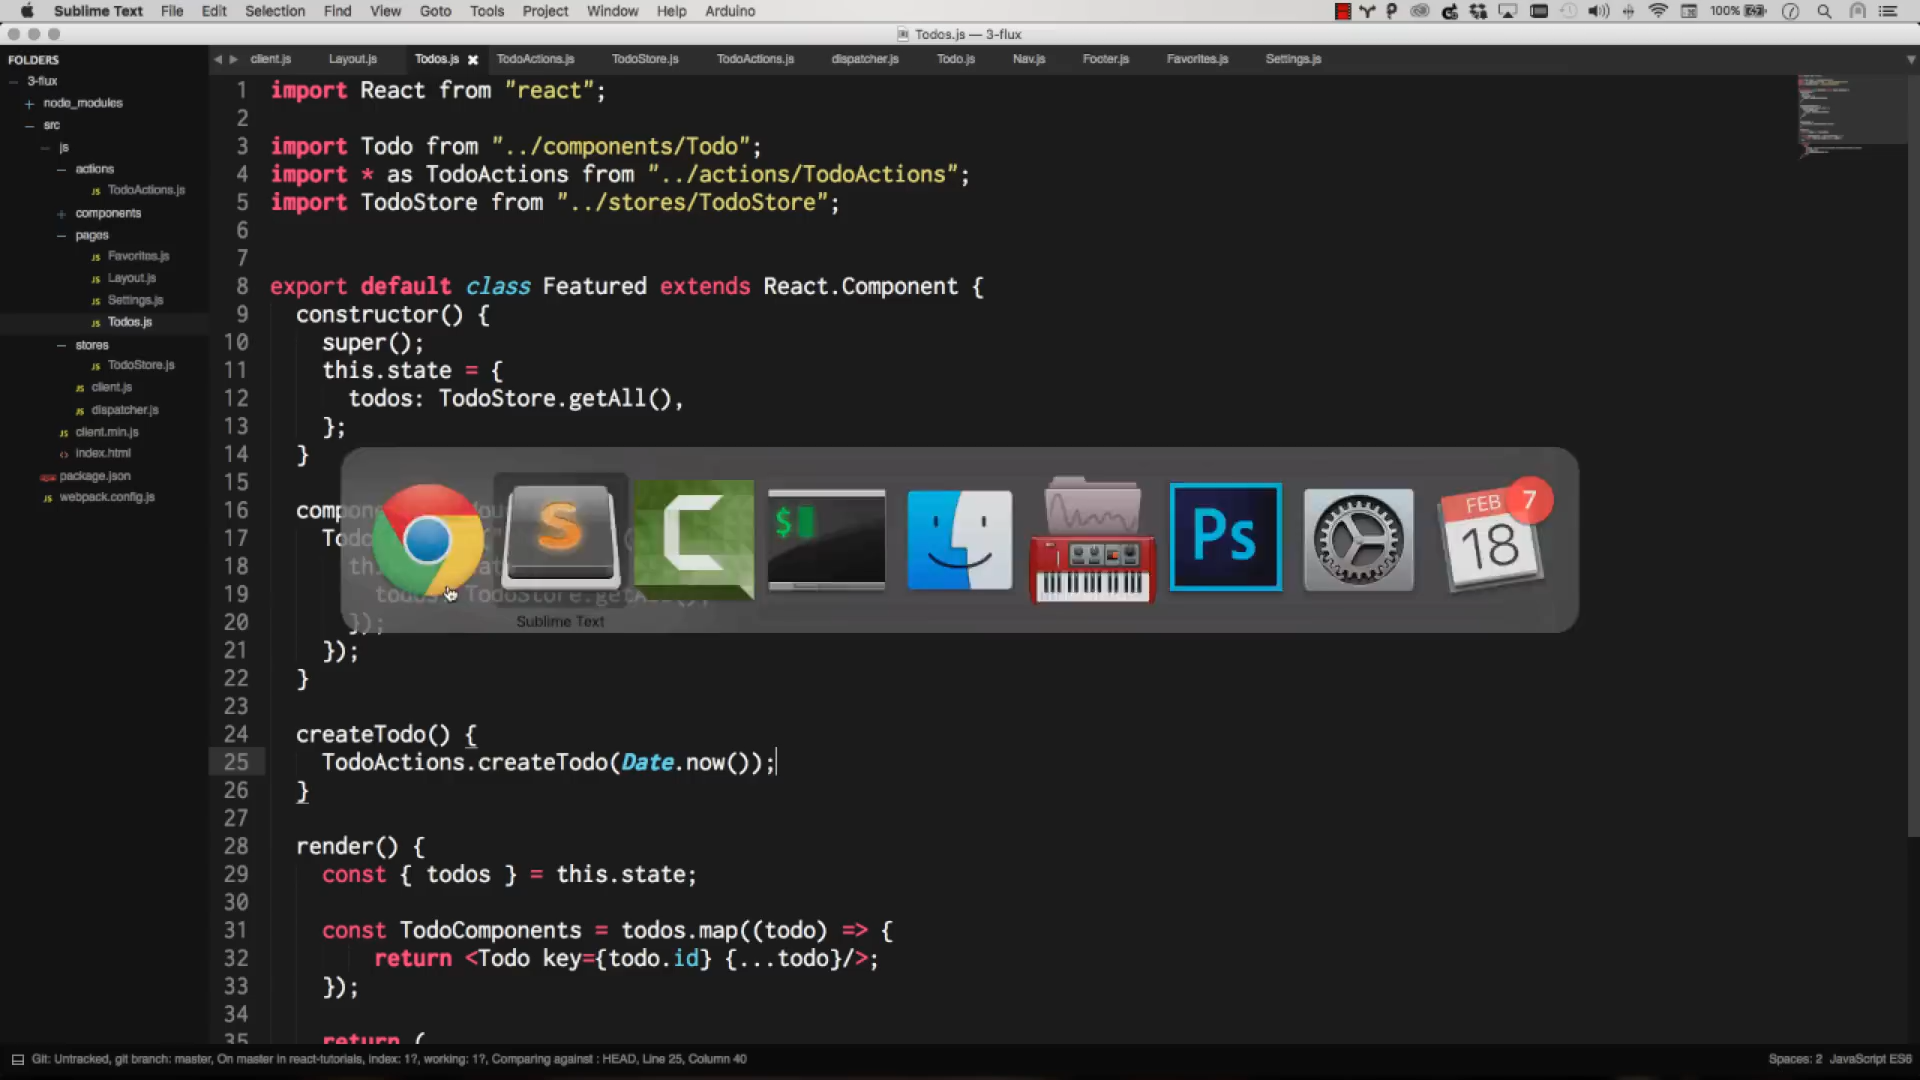 Sublime Text File Edit Selection Find View Goto Tools Project Window Help Arduino
100%
Todos.js — 3-flux
FOLDERS
3-flux
node_modules
src
js
actions
TodoActions.js
components
pages
Favorites.js
Layout.js
Settings.js
Todos.js
stores
TodoStore.js
client.js
dispatcher.js
client.min.js
index.html
package.json
webpack.config.js
client.js Layout.js Todos.js TodoActions.js TodoStore.js TodoActions.js dispatcher.js Todo.js Nav.js Footer.js Favorites.js Settings.js
1 import React from "react";
2
3 import Todo from "../components/Todo";
4 import * as TodoActions from "../actions/TodoActions";
5 import TodoStore from "../stores/TodoStore";
6
7
8 export default class Featured extends React.Component {
9 constructor() {
10 super();
11 this.state = {
12 todos: TodoStore.getAll(),
13 };
14 }
15
16
17
18
19 TodoStore.getAll(),
20 });
21 });
22 }
23
24 createTodo() {
25 TodoActions.createTodo(Date.now());
26 }
27
28 render() {
29 const { todos } = this.state;
30
31 const TodoComponents = todos.map((todo) => {
32 return <Todo key={todo.id} {...todo}/>;
33 });
34
35 return (
S
C
$
Ps
FEB
18
7
Sublime Text
Git: Untracked, git branch: master, On master in react-tutorials, index: 1?, working: 1?, Comparing against : HEAD, Line 25, Column 40
Spaces: 2 JavaScript ES6